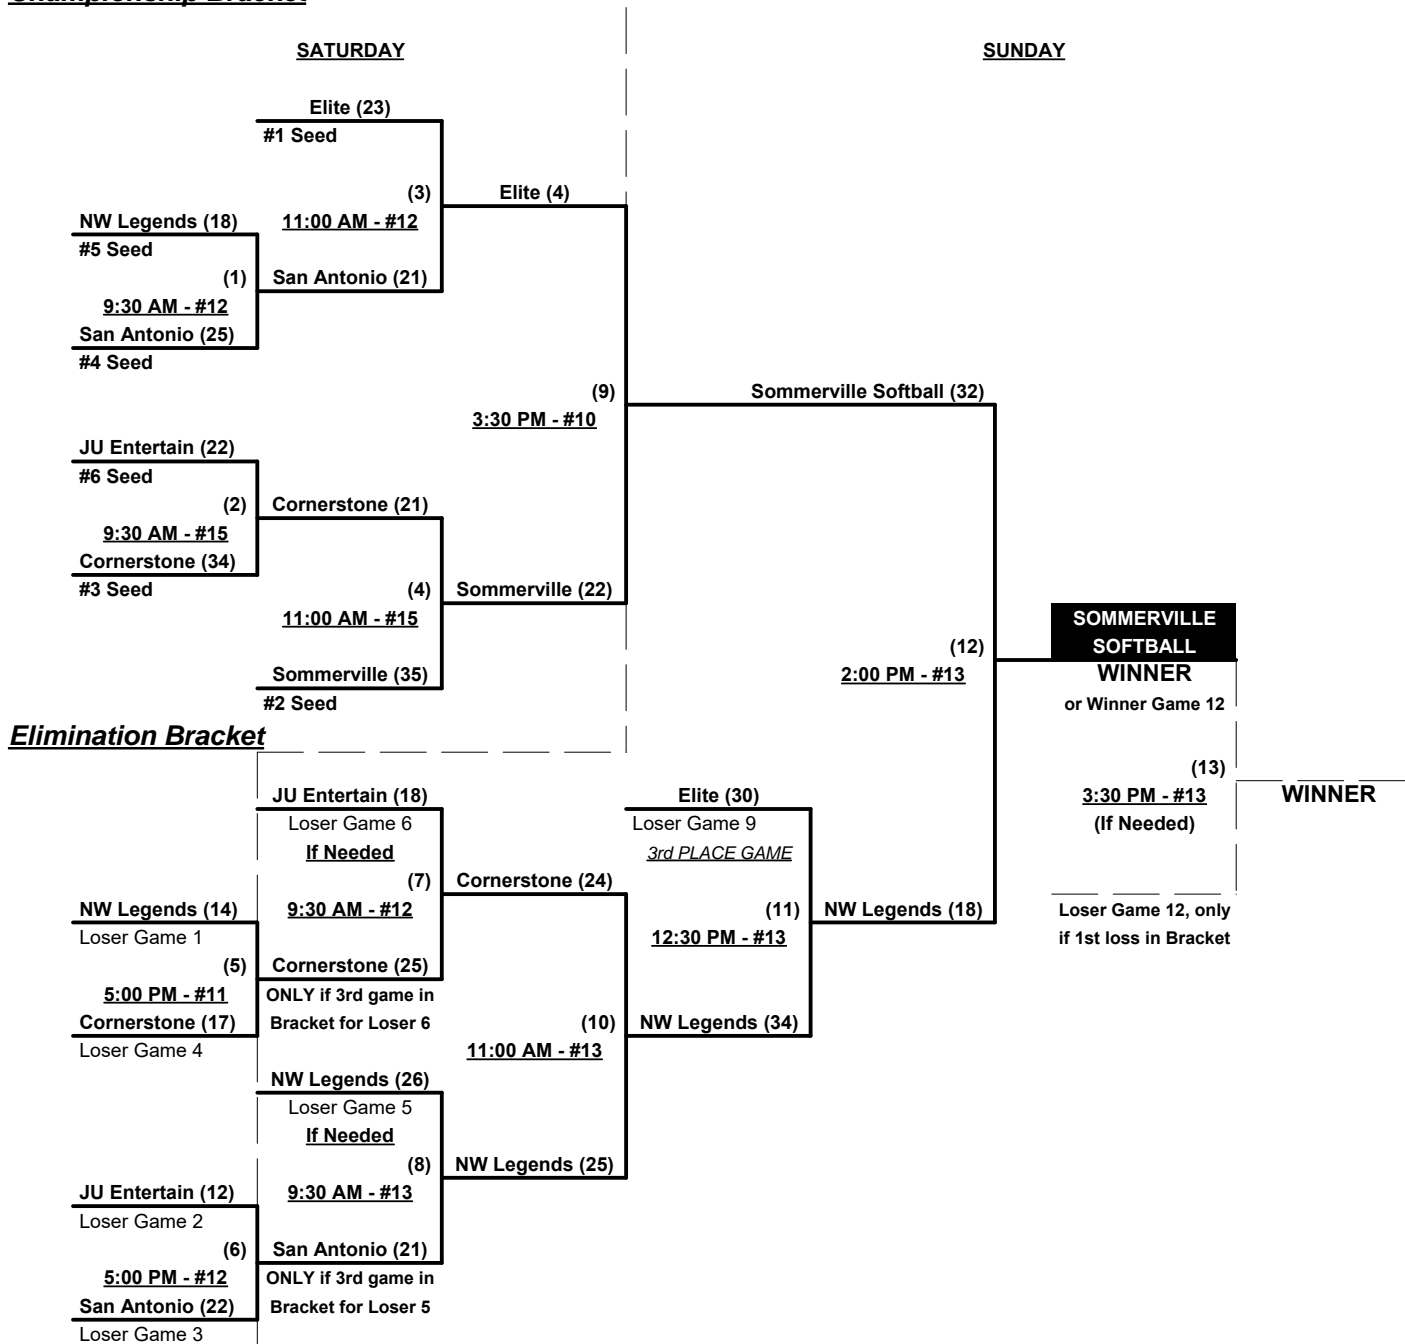 Championship Bracket
SATURDAY
SUNDAY
Elite (23)
#1 Seed
(3)
11:00 AM - #12
Elite (4)
NW Legends (18)
#5 Seed
(1)
9:30 AM - #12
San Antonio (21)
San Antonio (25)
#4 Seed
(9)
3:30 PM - #10
Sommerville Softball (32)
JU Entertain (22)
#6 Seed
(2)
9:30 AM - #15
Cornerstone (21)
Cornerstone (34)
#3 Seed
(4)
11:00 AM - #15
Sommerville (22)
Sommerville (35)
#2 Seed
(12)
2:00 PM - #13
SOMMERVILLE
SOFTBALL
WINNER
or Winner Game 12
(13)
3:30 PM - #13
(If Needed)
WINNER
Loser Game 12, only
if 1st loss in Bracket
Elimination Bracket
JU Entertain (18)
Loser Game 6
If Needed
(7)
9:30 AM - #12
Cornerstone (24)
Elite (30)
Loser Game 9
3rd PLACE GAME
(11)
12:30 PM - #13
NW Legends (18)
NW Legends (14)
Loser Game 1
(5)
5:00 PM - #11
Cornerstone (25)
ONLY if 3rd game in
Bracket for Loser 6
Cornerstone (17)
Loser Game 4
(10)
11:00 AM - #13
NW Legends (34)
NW Legends (26)
Loser Game 5
If Needed
(8)
9:30 AM - #13
NW Legends (25)
JU Entertain (12)
Loser Game 2
(6)
5:00 PM - #12
San Antonio (21)
ONLY if 3rd game in
Bracket for Loser 5
San Antonio (22)
Loser Game 3